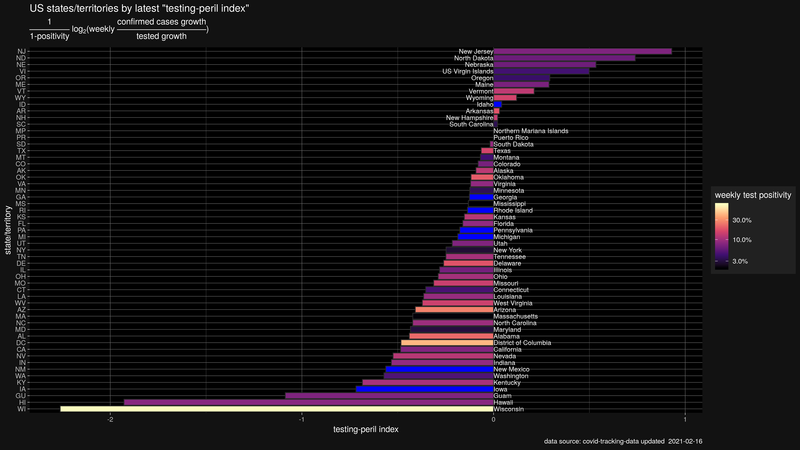 US states/territories by latest "testing-peril index"
1 confirmed cases growth
log2(weekly )
1-positivity tested growth
NJ New Jersey
ND North Dakota
NE Nebraska
VI US Virgin Islands
OR Oregon
ME Maine
VT Vermont
WY Wyoming
ID Idaho
AR Arkansas
NH New Hampshire
SC South Carolina
MP Northern Mariana Islands
PR Puerto Rico
SD South Dakota
TX Texas
MT Montana
CO Colorado
AK Alaska
OK Oklahoma
VA Virginia
MN Minnesota
GA Georgia
MS Mississippi
RI Rhode Island
KS Kansas
FL Florida
PA Pennsylvania
MI Michigan
UT Utah
NY New York
TN Tennessee
DE Delaware
IL Illinois
OH Ohio
MO Missouri
CT Connecticut
LA Louisiana
WV West Virginia
AZ Arizona
MA Massachusetts
NC North Carolina
MD Maryland
AL Alabama
DC District of Columbia
CA California
NV Nevada
IN Indiana
NM New Mexico
WA Washington
KY Kentucky
IA Iowa
GU Guam
HI Hawaii
WI Wisconsin
state/territory
-2 -1 0 1
testing-peril index
weekly test positivity
30.0%
10.0%
3.0%
data source: covid-tracking-data updated 2021-02-16